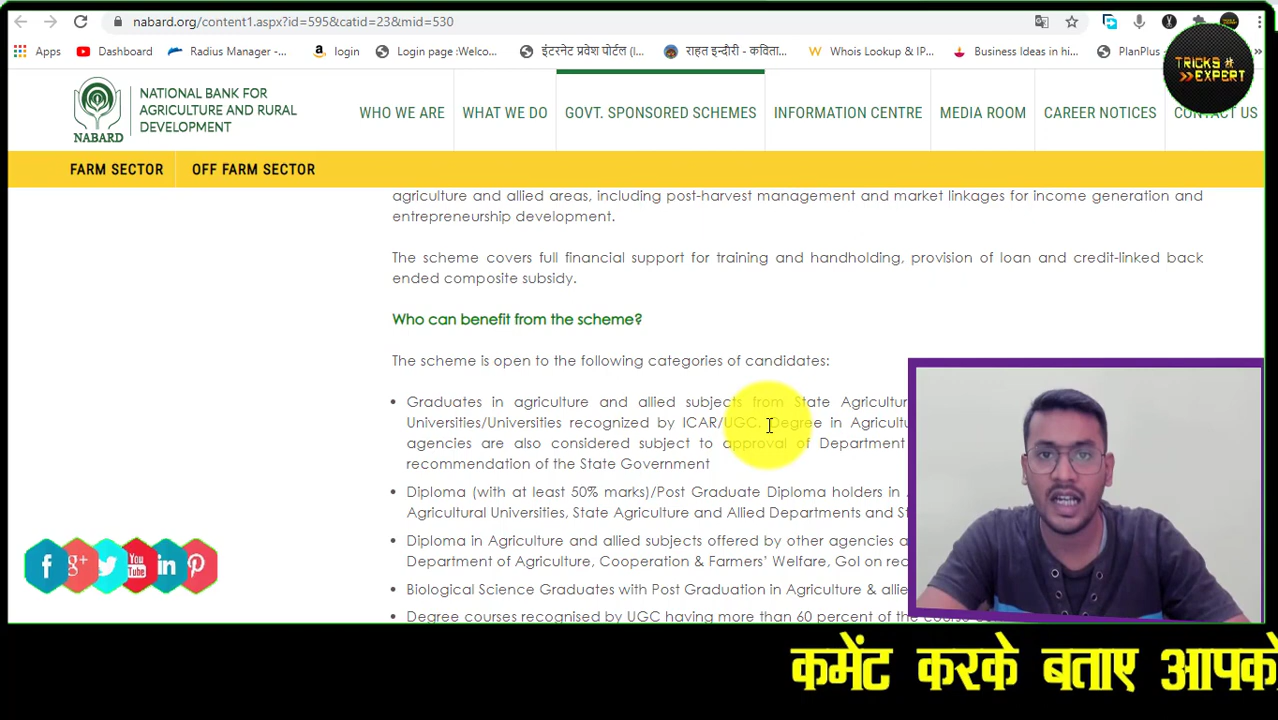 nabard.org/content1.aspx?id=595&catid=23&mid=530
Apps Dashboard Radius Manager -... login Login page :Welco... इंटरनेट प्रवेश पोर्टल (I... राहत इन्दौरी - कविता... Whois Lookup & IP... Business Ideas in hi... PlanPlus -
TRICKS का
>>EXPERT
NATIONAL BANK FOR
AGRICULTURE AND RURAL
DEVELOPMENT
NABARD
WHO WE ARE WHAT WE DO GOVT. SPONSORED SCHEMES INFORMATION CENTRE MEDIA ROOM CAREER NOTICES CONTACT US
FARM SECTOR OFF FARM SECTOR
agriculture and allied areas, including post-harvest management and market linkages for income generation and
entrepreneurship development.
The scheme covers full financial support for training and handholding, provision of loan and credit-linked back
ended composite subsidy.
Who can benefit from the scheme?
The scheme is open to the following categories of candidates:
• Graduates in agriculture and allied subjects from State Agricultur
Universities/Universities recognized by ICAR/UGC. Degree in Agricultu
agencies are also considered subject to approval of Department
recommendation of the State Government
• Diploma (with at least 50% marks)/Post Graduate Diploma holders in
Agricultural Universities, State Agriculture and Allied Departments and St
• Diploma in Agriculture and allied subjects offered by other agencies a
Department of Agriculture, Cooperation & Farmers' Welfare, GoI on rec
• Biological Science Graduates with Post Graduation in Agriculture & allie
• Degree courses recognised by UGC having more than 60 percent of the course
f g+ You Tube in
कमेंट करके बताए आपको